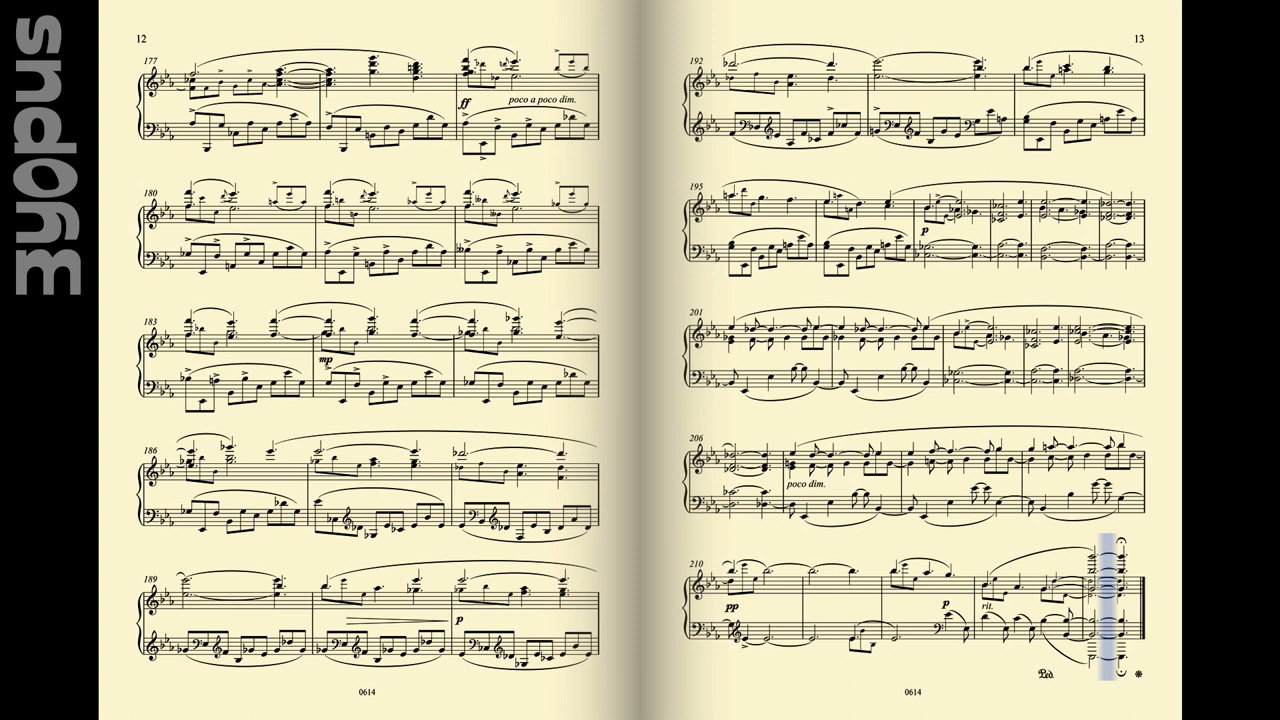 myopus
12
177
ff
poco a poco dim.
180
183
mp
186
189
p
0614
13
192
195
p
201
206
poco dim.
210
pp
p
rit.
Ped.
0614